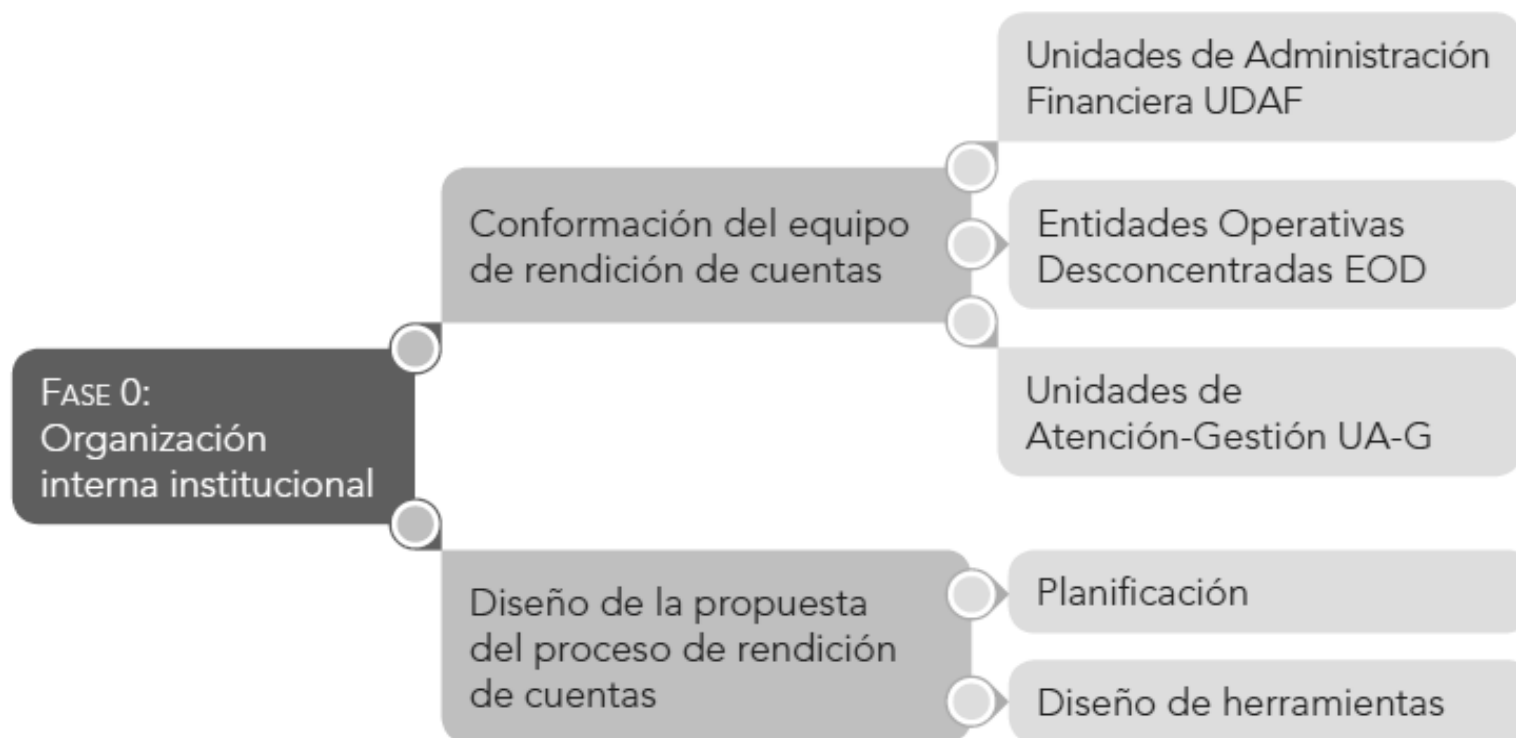 FASE 0:
Organización
interna institucional
Conformación del equipo
de rendición de cuentas
Unidades de Administración
Financiera UDAF
Entidades Operativas
Desconcentradas EOD
Unidades de
Atención-Gestión UA-G
Diseño de la propuesta
del proceso de rendición
de cuentas
Planificación
Diseño de herramientas